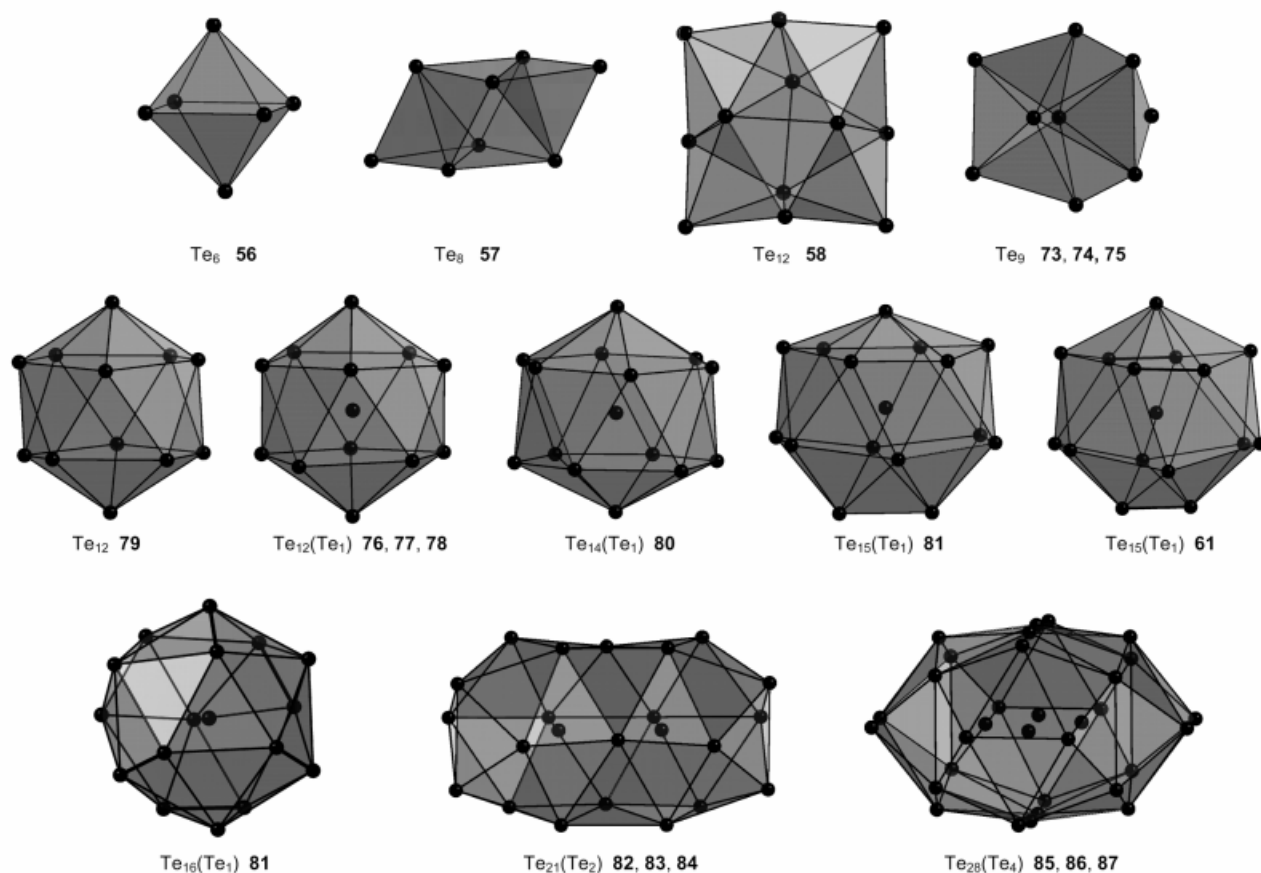 Te₆ 56 Te₈ 57 Te₁₂ 58 Te₉ 73, 74, 75
Te₁₂ 79 Te₁₂(Te₁) 76, 77, 78 Te₁₄(Te₁) 80 Te₁₅(Te₁) 81 Te₁₅(Te₁) 61
Te₁₆(Te₁) 81 Te₂₁(Te₂) 82, 83, 84 Te₂₈(Te₄) 85, 86, 87